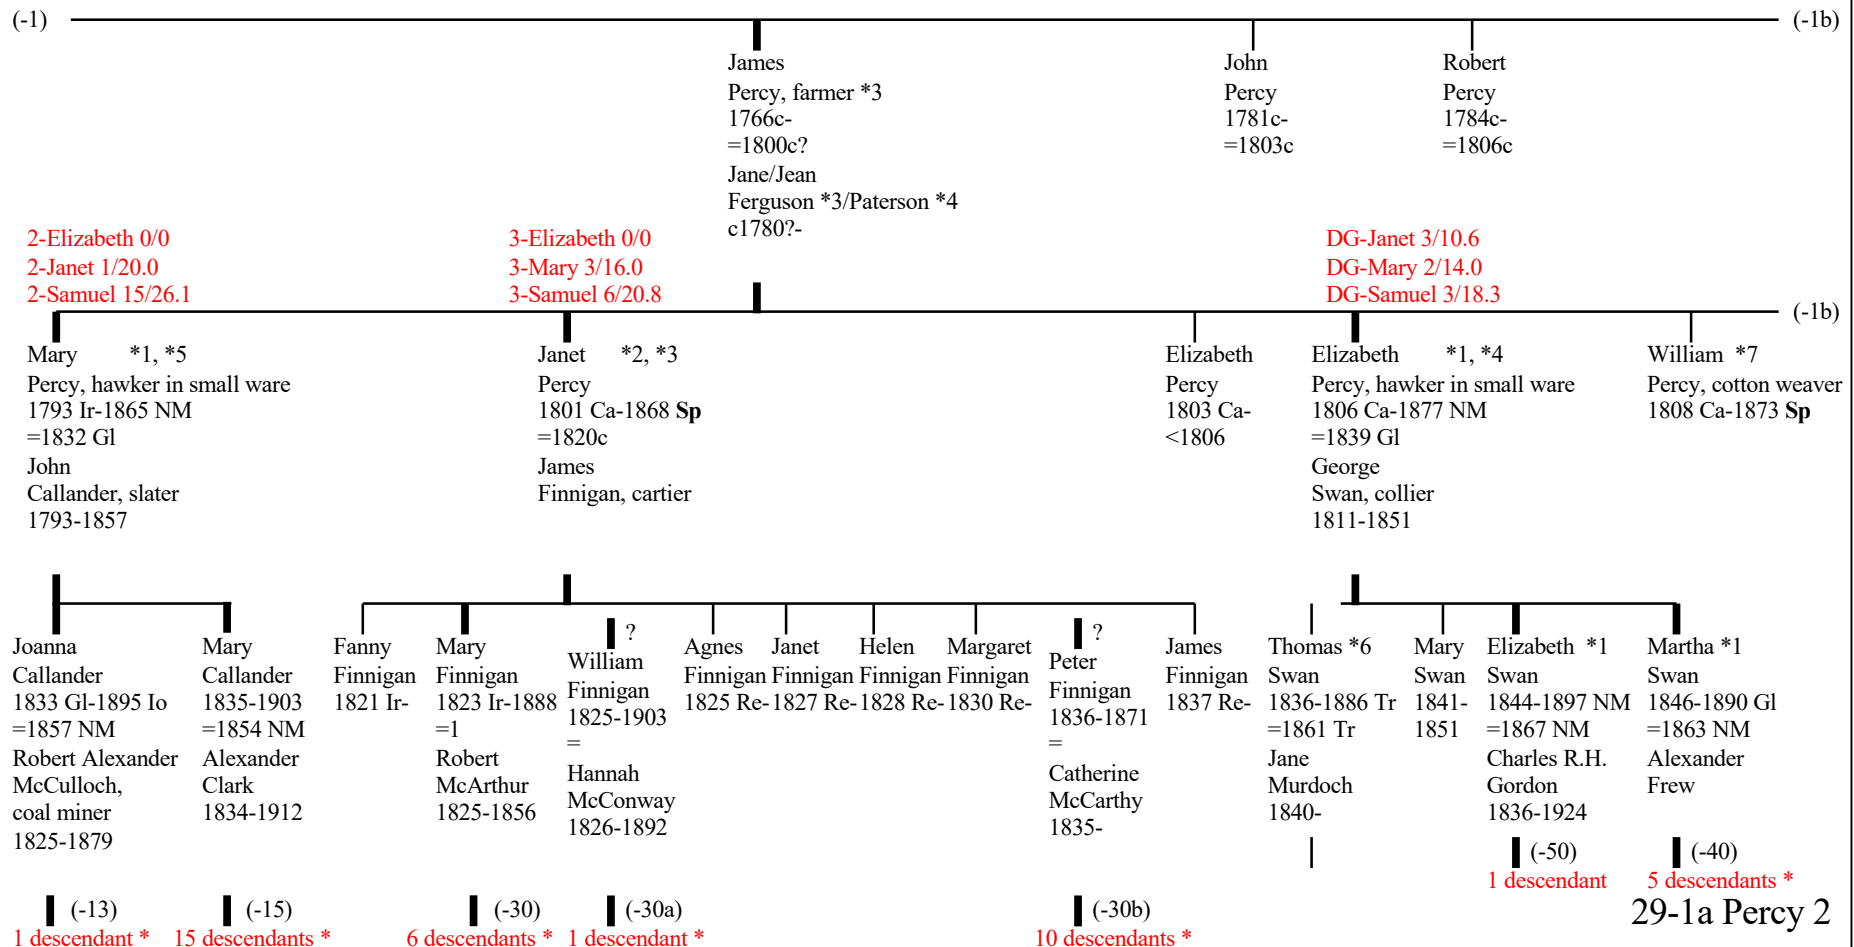 (-1)
(-1b)
James
Percy, farmer *3
1766c-
=1800c?
Jane/Jean
Ferguson *3/Paterson *4
c1780?-
John
Percy
1781c-
=1803c
Robert
Percy
1784c-
=1806c
2-Elizabeth 0/0
2-Janet 1/20.0
2-Samuel 15/26.1
3-Elizabeth 0/0
3-Mary 3/16.0
3-Samuel 6/20.8
DG-Janet 3/10.6
DG-Mary 2/14.0
DG-Samuel 3/18.3
(-1b)
Mary *1, *5
Percy, hawker in small ware
1793 Ir-1865 NM
=1832 Gl
John
Callander, slater
1793-1857
Janet *2, *3
Percy
1801 Ca-1868 Sp
=1820c
James
Finnigan, cartier
Elizabeth
Percy
1803 Ca-
<1806
Elizabeth *1, *4
Percy, hawker in small ware
1806 Ca-1877 NM
=1839 Gl
George
Swan, collier
1811-1851
William *7
Percy, cotton weaver
1808 Ca-1873 Sp
Joanna
Callander
1833 Gl-1895 Io
=1857 NM
Robert Alexander
McCulloch,
coal miner
1825-1879
Mary
Callander
1835-1903
=1854 NM
Alexander
Clark
1834-1912
Fanny
Finnigan
1821 Ir-
Mary
Finnigan
1823 Ir-1888
=1
Robert
McArthur
1825-1856
?
William
Finnigan
1825-1903
=
Hannah
McConway
1826-1892
Agnes
Finnigan
1825 Re-
Janet
Finnigan
1827 Re-
Helen
Finnigan
1828 Re-
Margaret
Finnigan
1830 Re-
?
Peter
Finnigan
1836-1871
=
Catherine
McCarthy
1835-
James
Finnigan
1837 Re-
Thomas *6
Swan
1836-1886 Tr
=1861 Tr
Jane
Murdoch
1840-
Mary
Swan
1841-
1851
Elizabeth *1
Swan
1844-1897 NM
=1867 NM
Charles R.H.
Gordon
1836-1924
Martha *1
Swan
1846-1890 Gl
=1863 NM
Alexander
Frew
(-50)
1 descendant
(-40)
5 descendants *
(-13)
1 descendant *
(-15)
15 descendants *
(-30)
6 descendants *
(-30a)
1 descendant *
(-30b)
10 descendants *
29-1a Percy 2